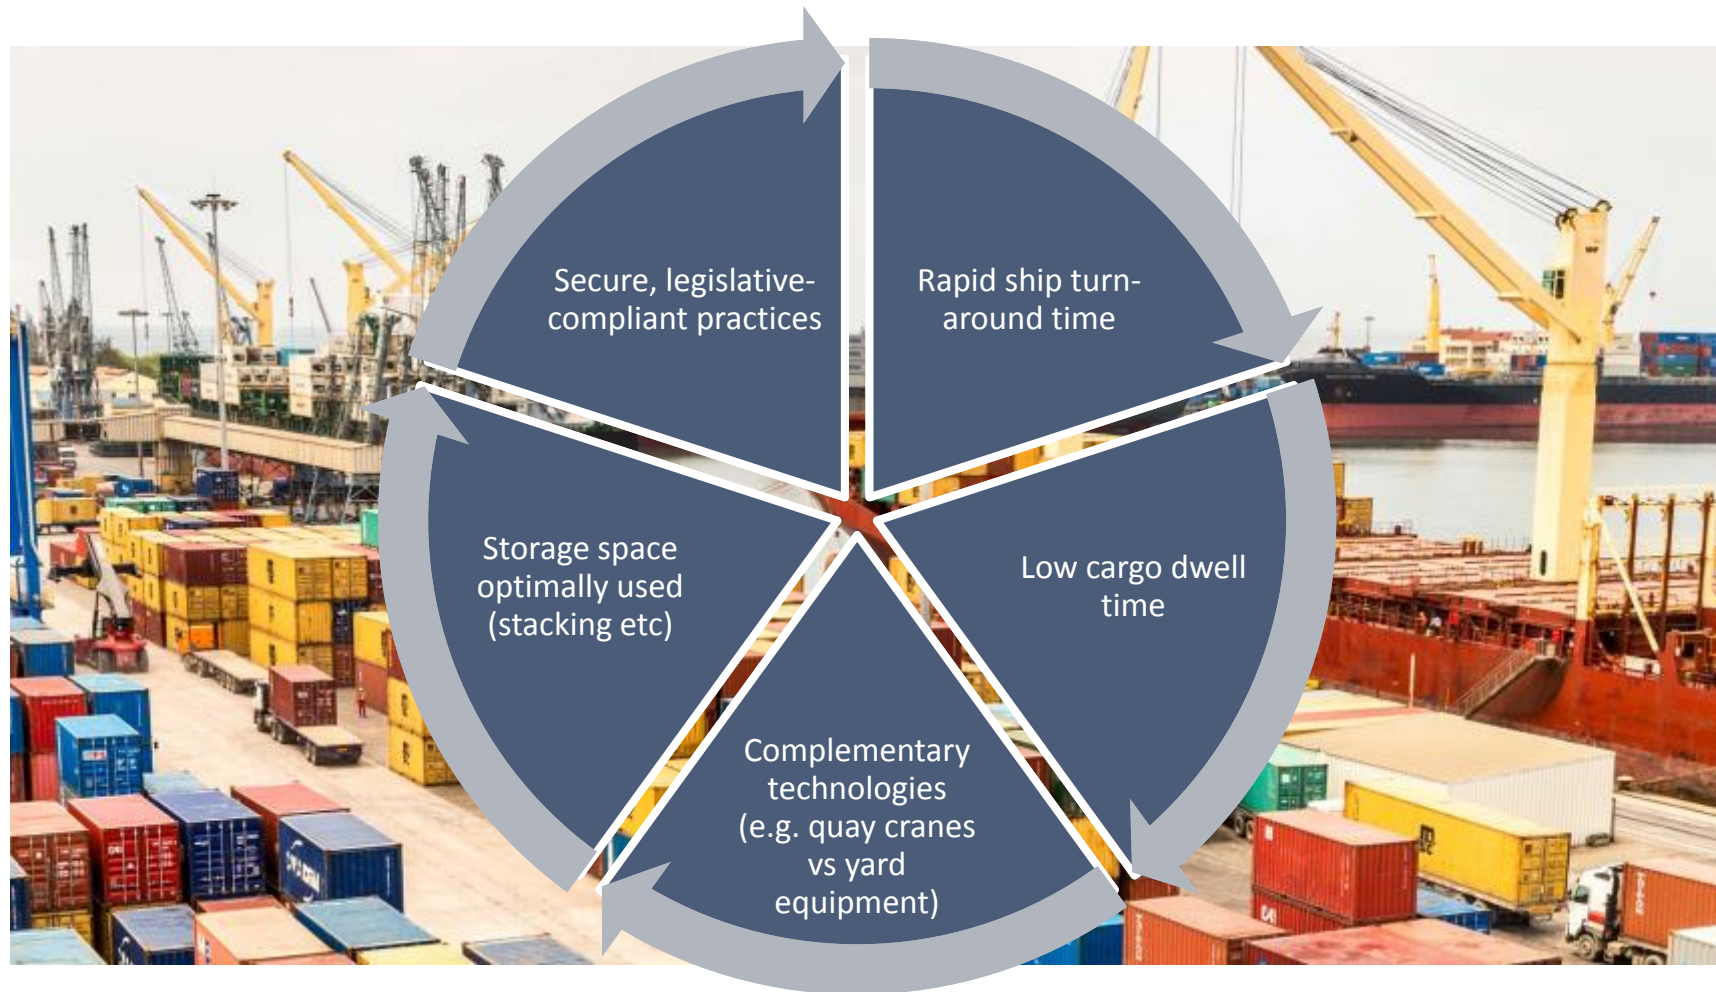 Secure, legislative-
compliant practices
Rapid ship turn-
around time
Low cargo dwell
time
Complementary
technologies
(e.g. quay cranes
vs yard
equipment)
Storage space
optimally used
(stacking etc)